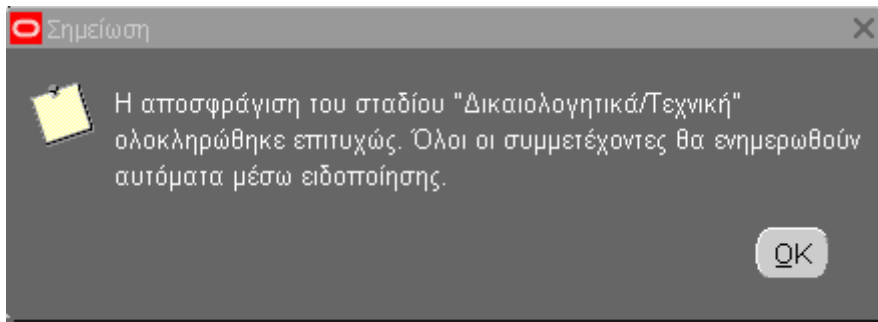 Σημείωση
Η αποσφράγιση του σταδίου "Δικαιολογητικά/Τεχνική"
ολοκληρώθηκε επιτυχώς. Όλοι οι συμμετέχοντες θα ενημερωθούν
αυτόματα μέσω ειδοποίησης.
OK